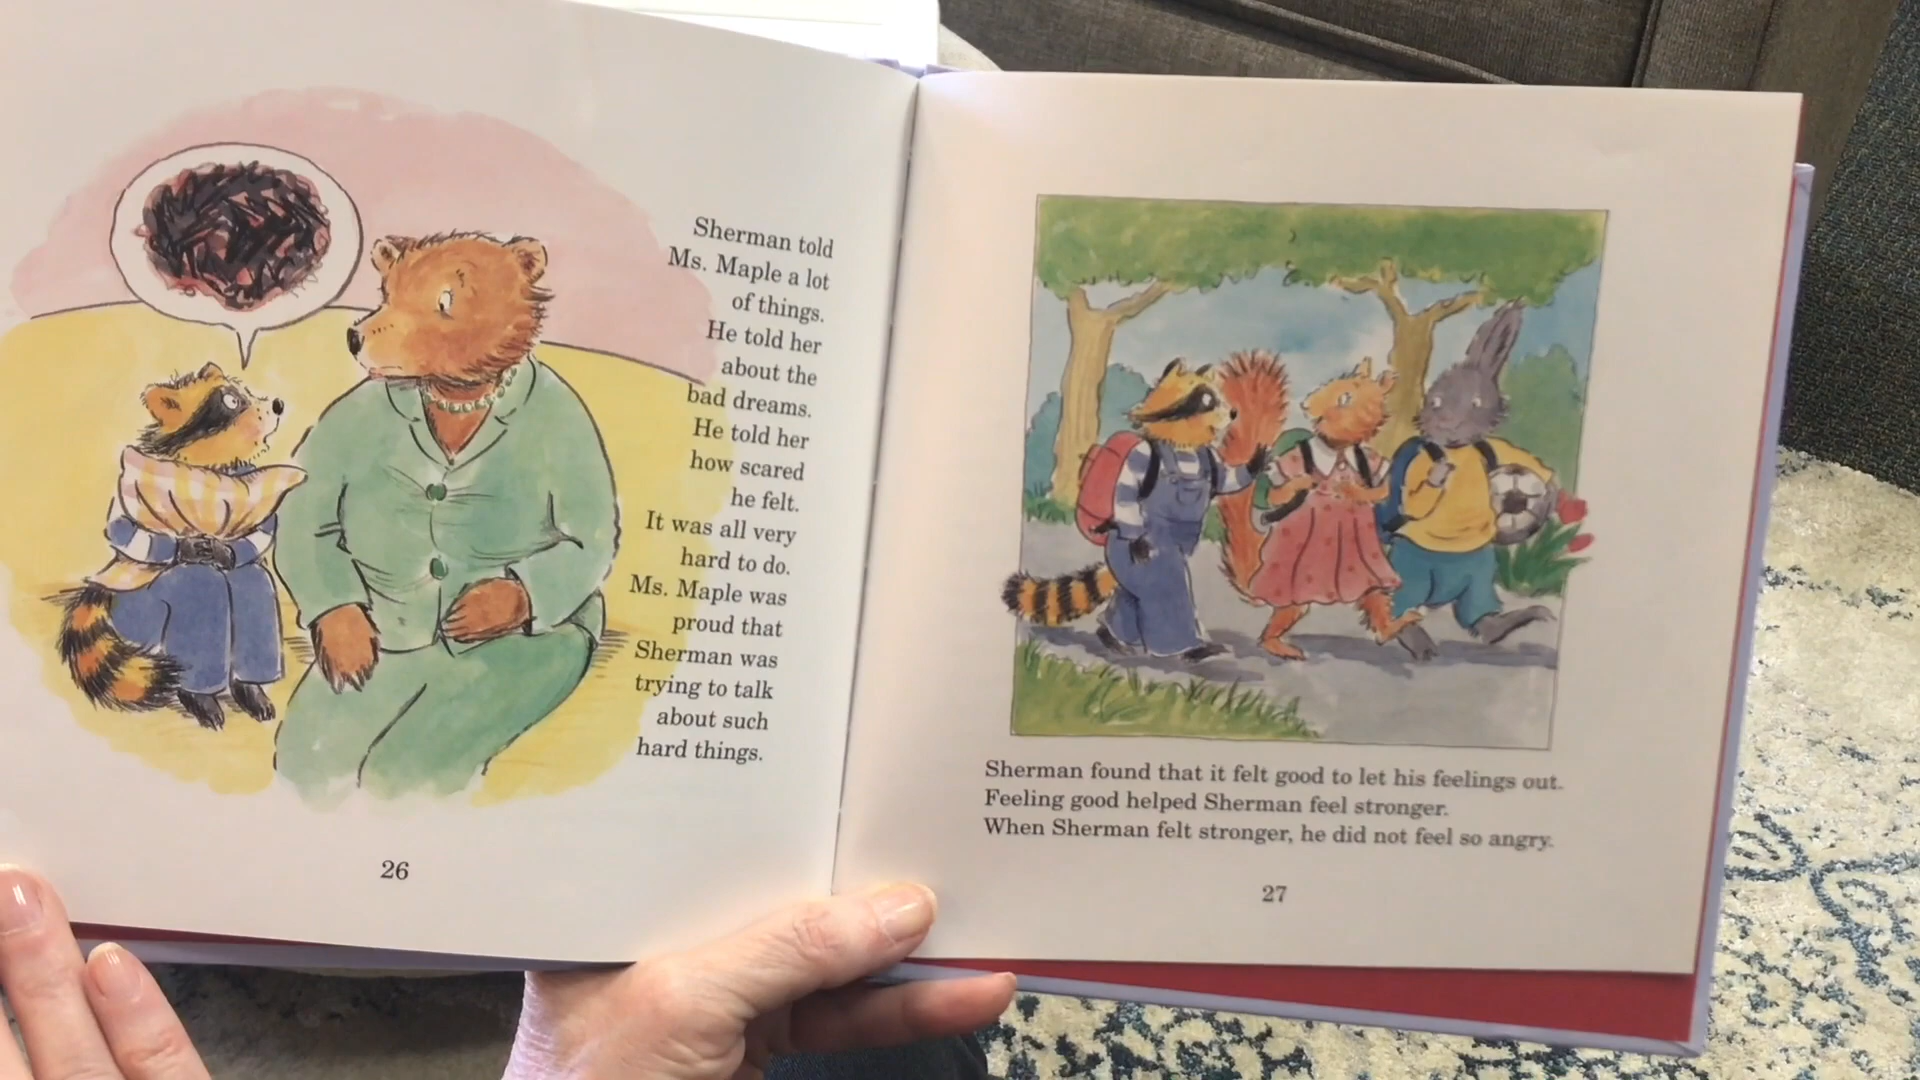 Sherman told
Ms. Maple a lot
of things.
He told her
about the
bad dreams.
He told her
how scared
he felt.
It was all very
hard to do.
Ms. Maple was
proud that
Sherman was
trying to talk
about such
hard things.
26
Sherman found that it felt good to let his feelings out.
Feeling good helped Sherman feel stronger.
When Sherman felt stronger, he did not feel so angry.
27